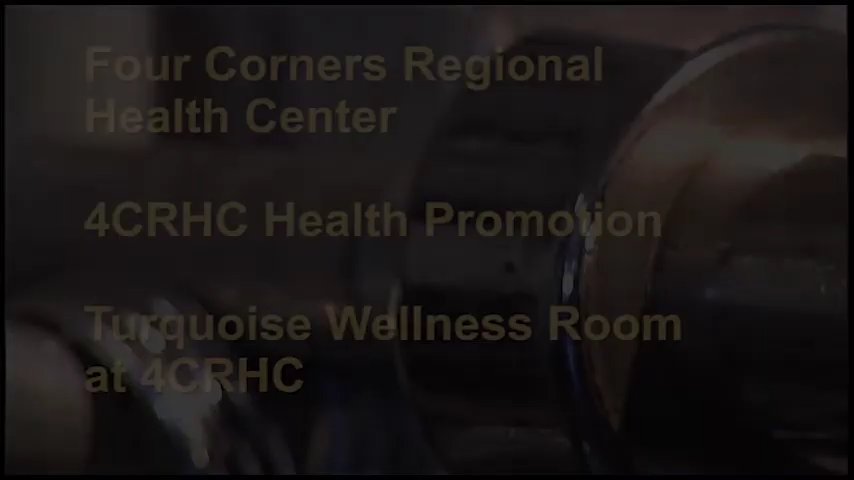 Four Corners Regional
Health Center
4CRHC Health Promotion
Turquoise Wellness Room
at 4CRHC